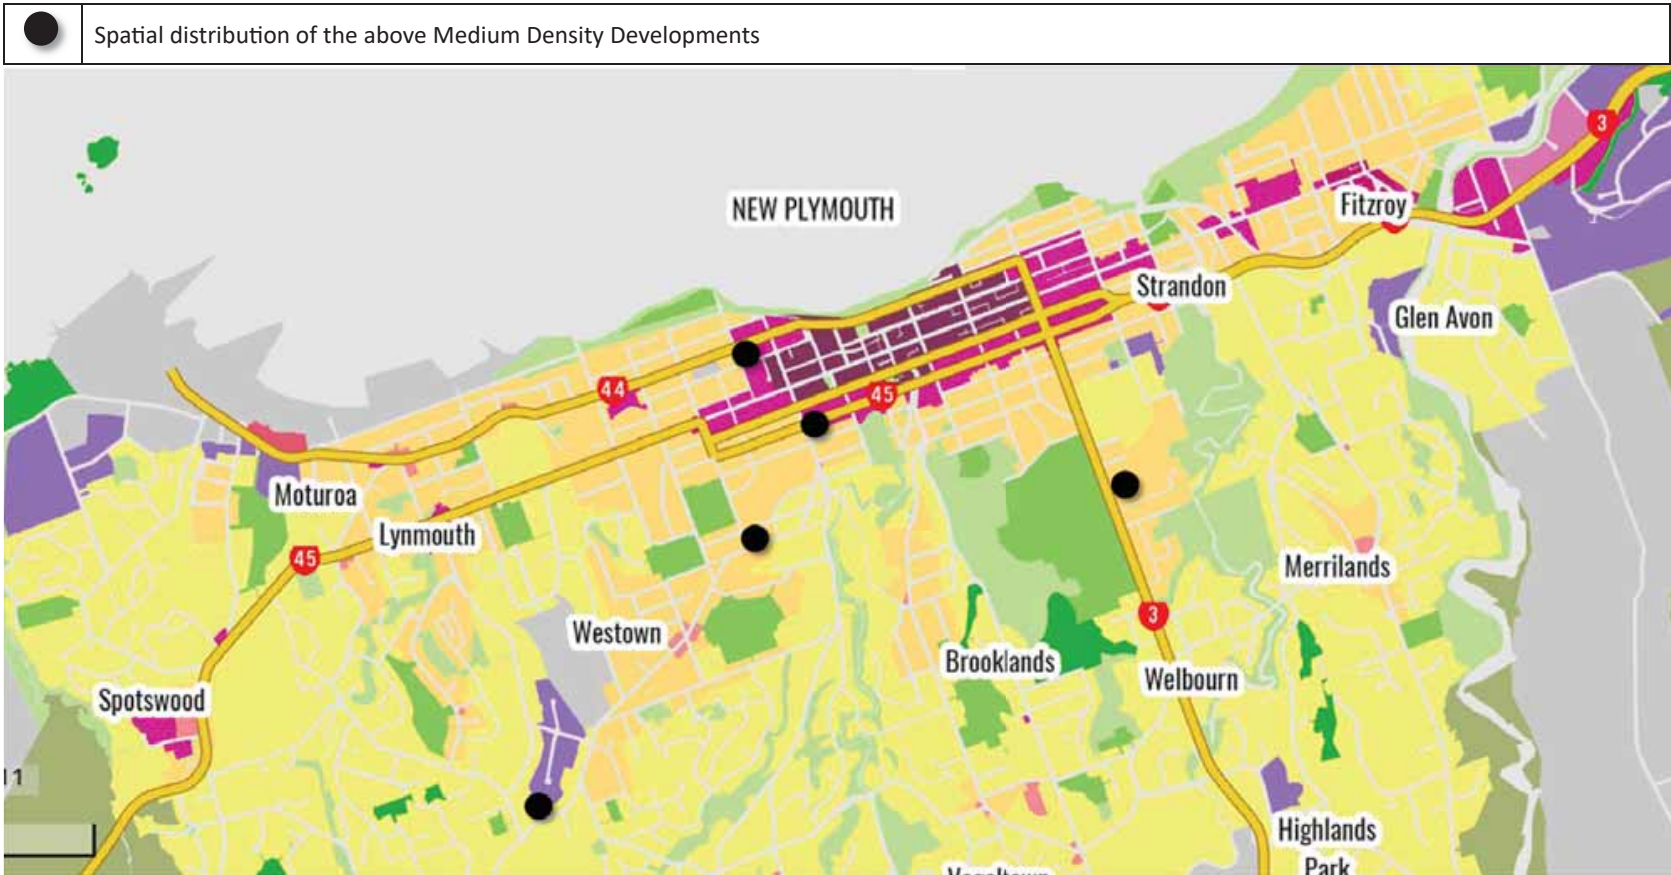 Spatial distribution of the above Medium Density Developments
3
NEW PLYMOUTH
Fitzroy
Strandon
Glen Avon
44
45
Moturoa
Lynmouth
45
Merrilands
3
Westown
Brooklands
Welbourn
Spotswood
11
Highlands
Park